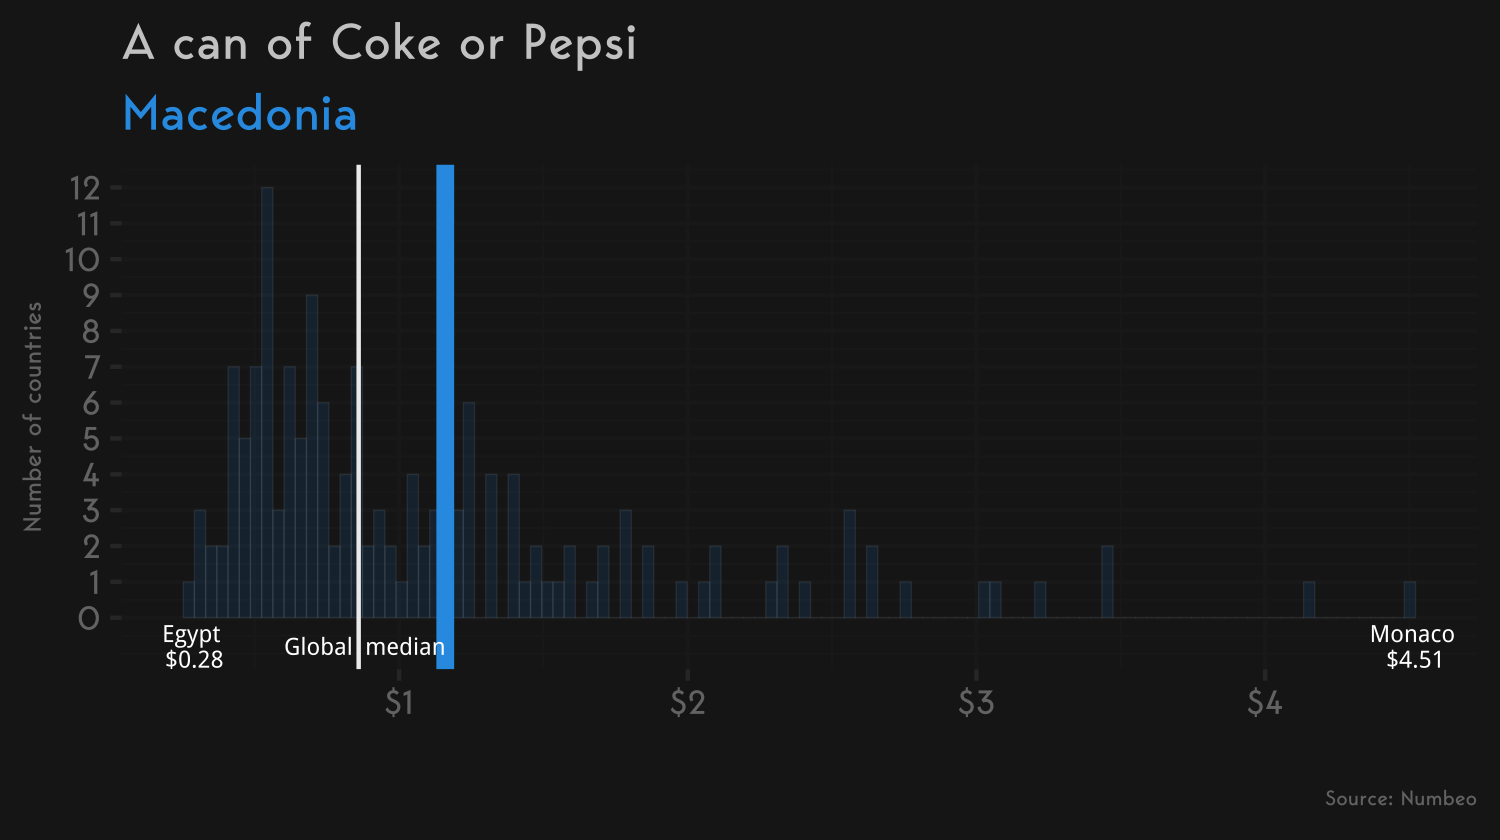 A can of Coke or Pepsi
Macedonia
Number of countries
12
11
10
9
8
7
6
5
4
3
2
1
0
Egypt
$0.28
Global median
Monaco
$4.51
$1
$2
$3
$4
Source: Numbeo